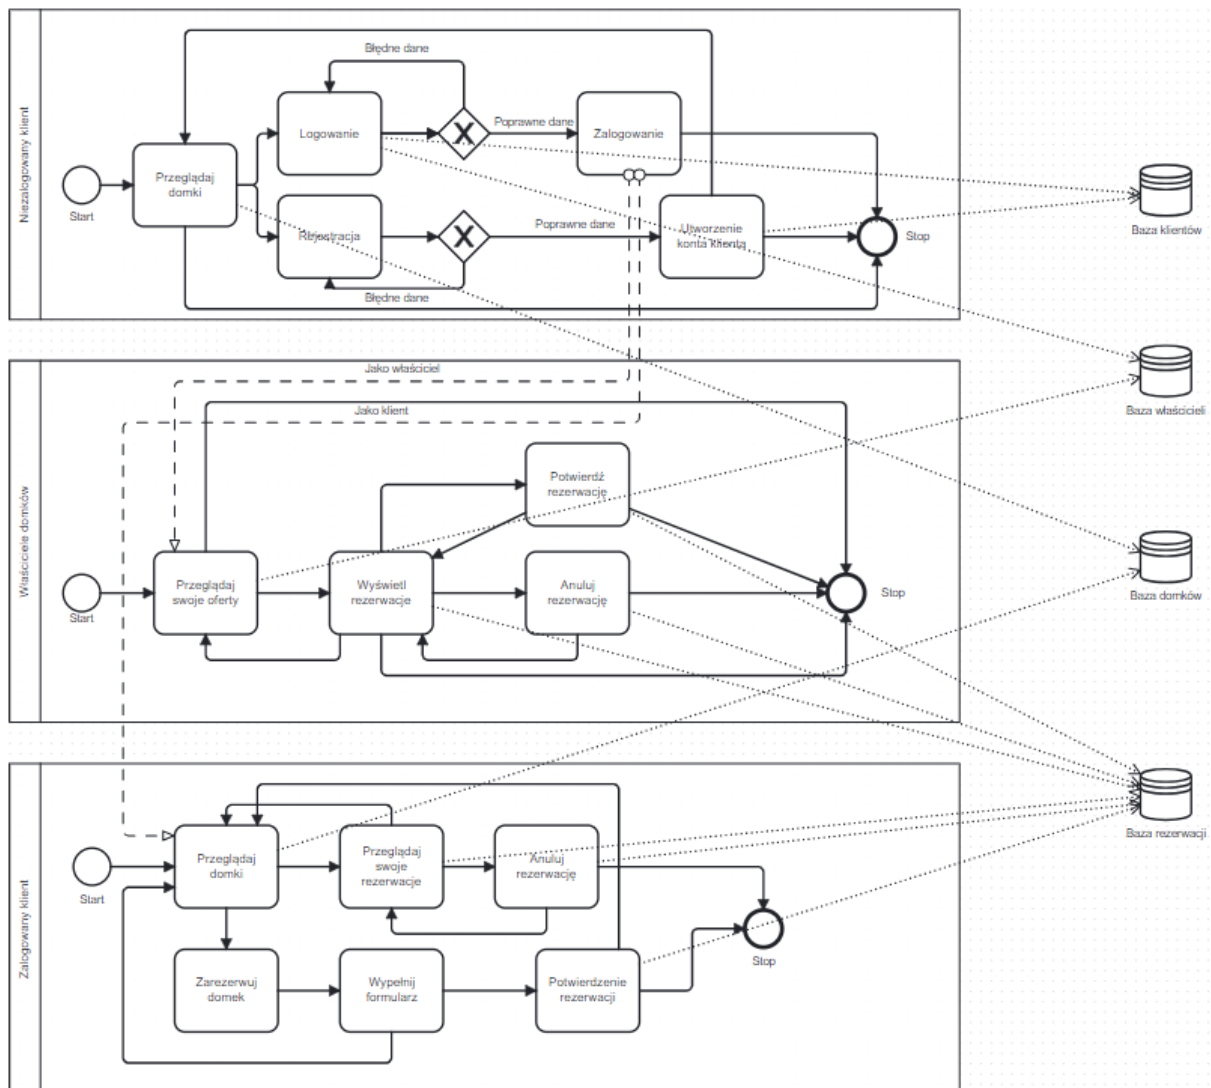 Niezalogowany klient
Błędne dane
Logowanie
Poprawne dane
Zalogowanie
Przeglądaj
domki
Start
Rejestracja
Poprawne dane
Utworzenie
konta klienta
Stop
Błędne dane
Baza klientów
Właściciele domków
Jako właściciel
Jako klient
Potwierdź
rezerwację
Start
Przeglądaj
swoje oferty
Wyświetl
rezerwacje
Anuluj
rezerwację
Stop
Baza właścicieli
Baza domków
Zalogowany klient
Start
Przeglądaj
domki
Przeglądaj
swoje
rezerwacje
Anuluj
rezerwację
Zarezerwuj
domek
Wypełnij
formularz
Potwierdzenie
rezerwacji
Stop
Baza rezerwacji